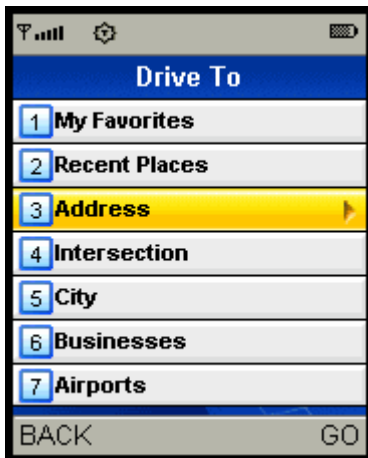 Drive To
1 My Favorites
2 Recent Places
3 Address
4 Intersection
5 City
6 Businesses
7 Airports
BACK GO